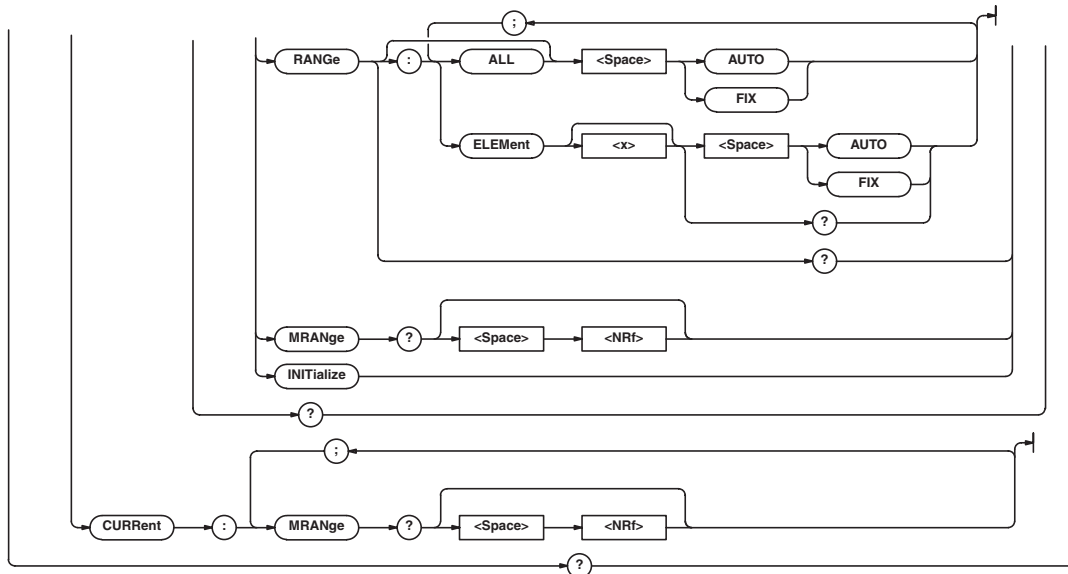 ;
RANGe : ALL <Space> AUTO
FIX
ELEMent <x> <Space> AUTO
FIX
?
?
MRANge ? <Space> <NRf>
INITialize
?
;
CURRent : MRANge ? <Space> <NRf>
?